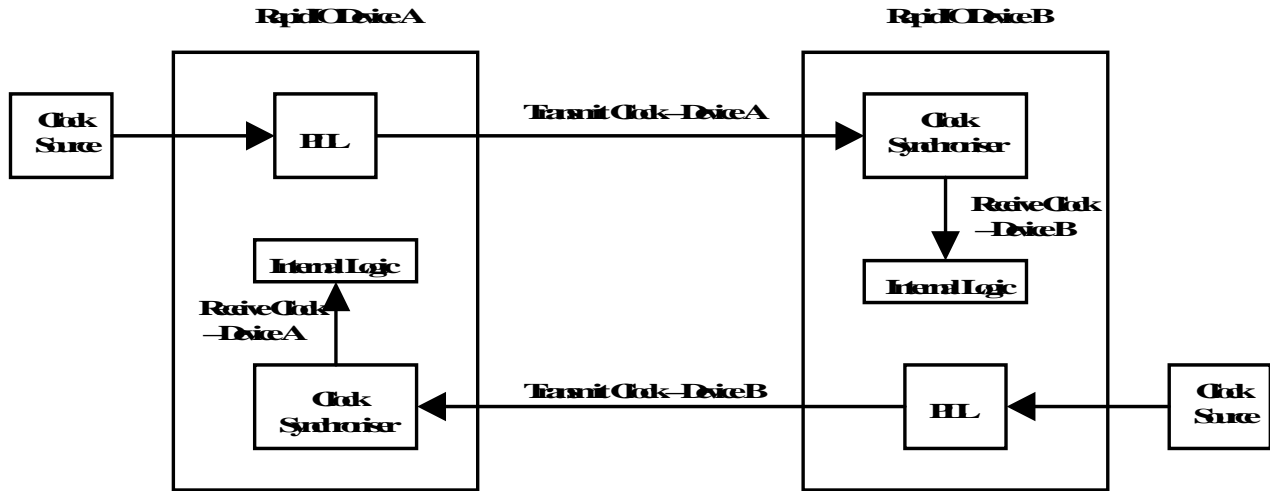 RapidIO Device A
RapidIO Device B
Clock
Source
PLL
Transmit Clock – Device A
Clock
Synchroniser
Receive Clock
– Device B
Internal Logic
Internal Logic
Receive Clock
– Device A
Clock
Synchroniser
Transmit Clock – Device B
PLL
Clock
Source